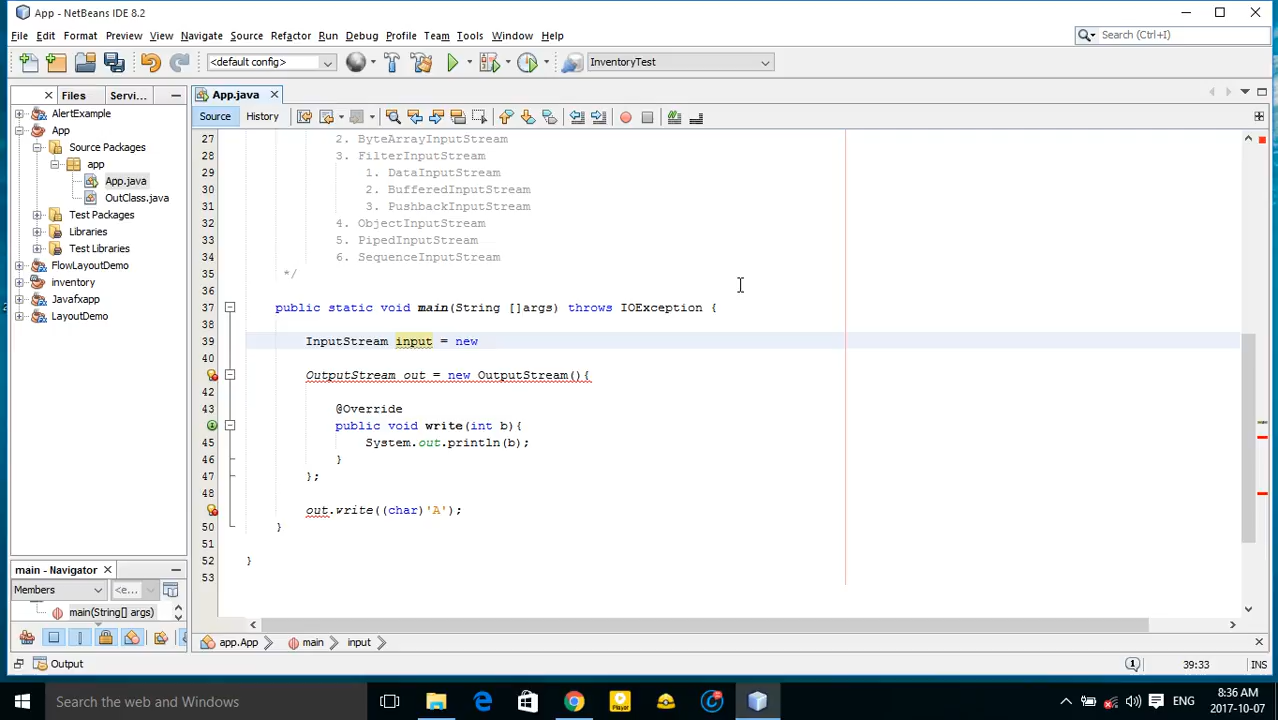 App - NetBeans IDE 8.2
File Edit Format Preview View Navigate Source Refactor Run Debug Profile Team Tools Window Help
Search (Ctrl+I)
<default config>
InventoryTest
Files Servi...
App.java
Source History
AlertExample
App
Source Packages
app
App.java
OutClass.java
Test Packages
Libraries
Test Libraries
FlowLayoutDemo
inventory
Javafxapp
LayoutDemo
27 2. ByteArrayInputStream
28 3. FilterInputStream
29 1. DataInputStream
30 2. BufferedInputStream
31 3. PushbackInputStream
32 4. ObjectInputStream
33 5. PipedInputStream
34 6. SequenceInputStream
35 */
36
37 public static void main(String []args) throws IOException {
38
39 InputStream input = new
40
OutputStream out = new OutputStream(){
42
43 @Override
public void write(int b){
45 System.out.println(b);
46 }
47 };
48
out.write((char)'A');
50 }
51
52 }
53
main - Navigator
Members <e...
main(String[] args)
app.App main input
Output
1 39:33 INS
Search the web and Windows
Player
ENG
8:36 AM
2017-10-07